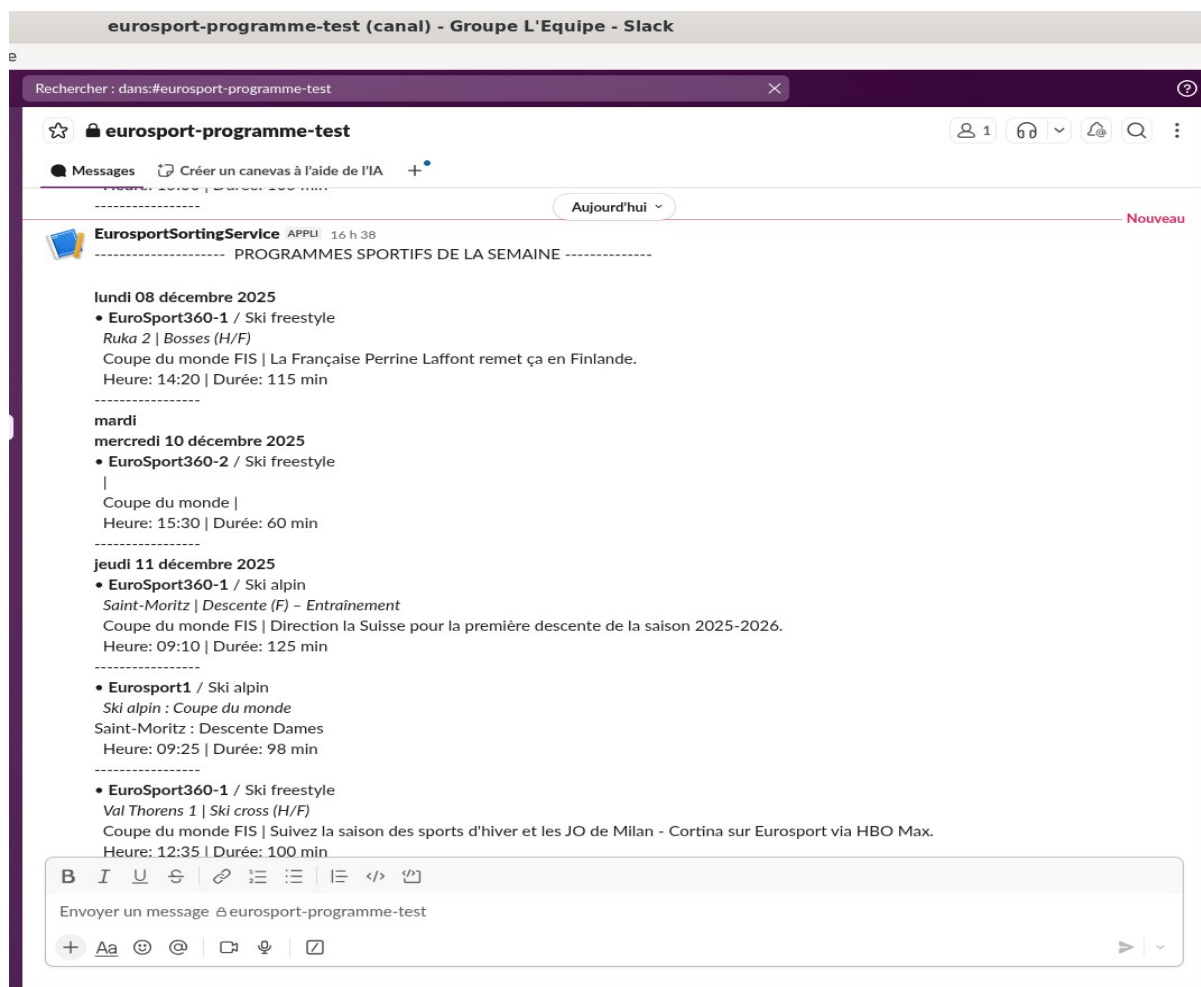 eurosport-programme-test (canal) - Groupe L'Equipe - Slack
e
Rechercher : dans:#eurosport-programme-test
eurosport-programme-test
1
Messages Créer un canevas à l'aide de l'IA
Aujourd'hui
-----------------
Nouveau
EurosportSortingService APPLI 16 h 38
--------------------- PROGRAMMES SPORTIFS DE LA SEMAINE --------------
lundi 08 décembre 2025
• EuroSport360-1 / Ski freestyle
Ruka 2 | Bosses (H/F)
Coupe du monde FIS | La Française Perrine Laffont remet ça en Finlande.
Heure: 14:20 | Durée: 115 min
-----------------
mardi
mercredi 10 décembre 2025
• EuroSport360-2 / Ski freestyle
|
Coupe du monde |
Heure: 15:30 | Durée: 60 min
-----------------
jeudi 11 décembre 2025
• EuroSport360-1 / Ski alpin
Saint-Moritz | Descente (F) – Entraînement
Coupe du monde FIS | Direction la Suisse pour la première descente de la saison 2025-2026.
Heure: 09:10 | Durée: 125 min
-----------------
• Eurosport1 / Ski alpin
Ski alpin : Coupe du monde
Saint-Moritz : Descente Dames
Heure: 09:25 | Durée: 98 min
-----------------
• EuroSport360-1 / Ski freestyle
Val Thorens 1 | Ski cross (H/F)
Coupe du monde FIS | Suivez la saison des sports d'hiver et les JO de Milan - Cortina sur Eurosport via HBO Max.
Heure: 12:35 | Durée: 100 min
Envoyer un message eurosport-programme-test